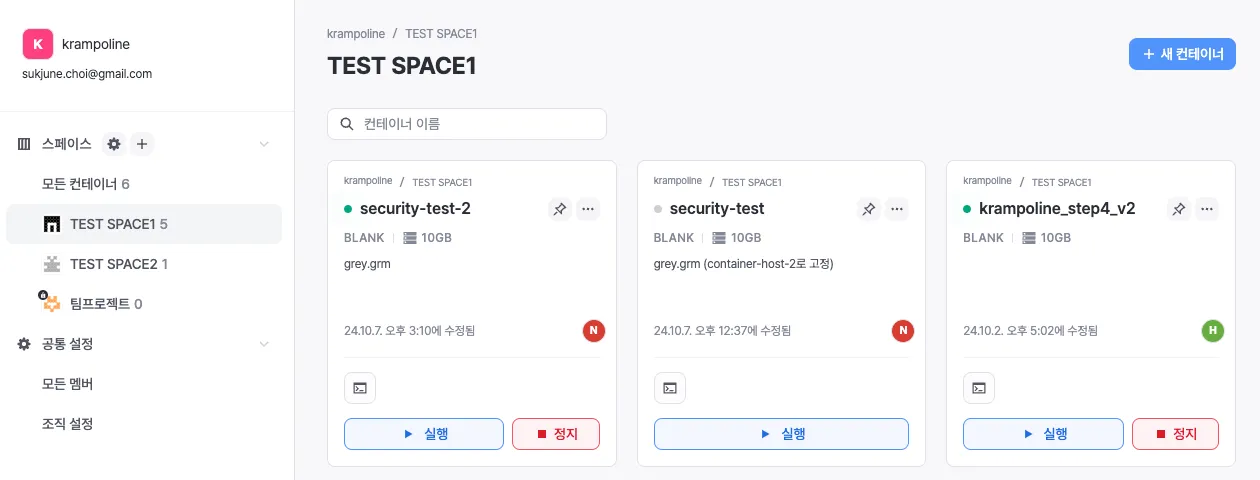 K krampoline
sukjune.choi@gmail.com
스페이스
모든 컨테이너 6
TEST SPACE1 5
TEST SPACE2 1
팀프로젝트 0
공통 설정
모든 멤버
조직 설정
krampoline / TEST SPACE1
TEST SPACE1
+ 새 컨테이너
컨테이너 이름
krampoline / TEST SPACE1
security-test-2
BLANK 10GB
grey.grm
24.10.7. 오후 3:10에 수정됨
N
실행 정지
krampoline / TEST SPACE1
security-test
BLANK 10GB
grey.grm (container-host-2로 고정)
24.10.7. 오후 12:37에 수정됨
N
실행
krampoline / TEST SPACE1
krampoline_step4_v2
BLANK 10GB
24.10.2. 오후 5:02에 수정됨
H
실행 정지